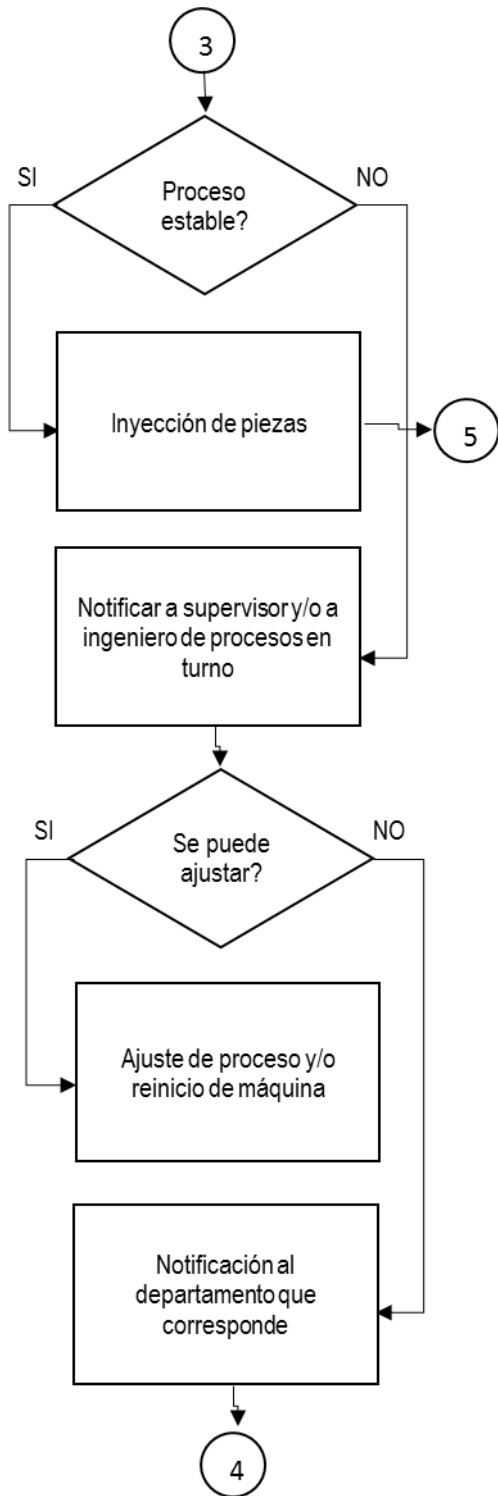 3
SI
NO
Proceso
estable?
Inyección de piezas
5
Notificar a supervisor y/o a
ingeniero de procesos en
turno
SI
NO
Se puede
ajustar?
Ajuste de proceso y/o
reinicio de máquina
Notificación al
departamento que
corresponde
4